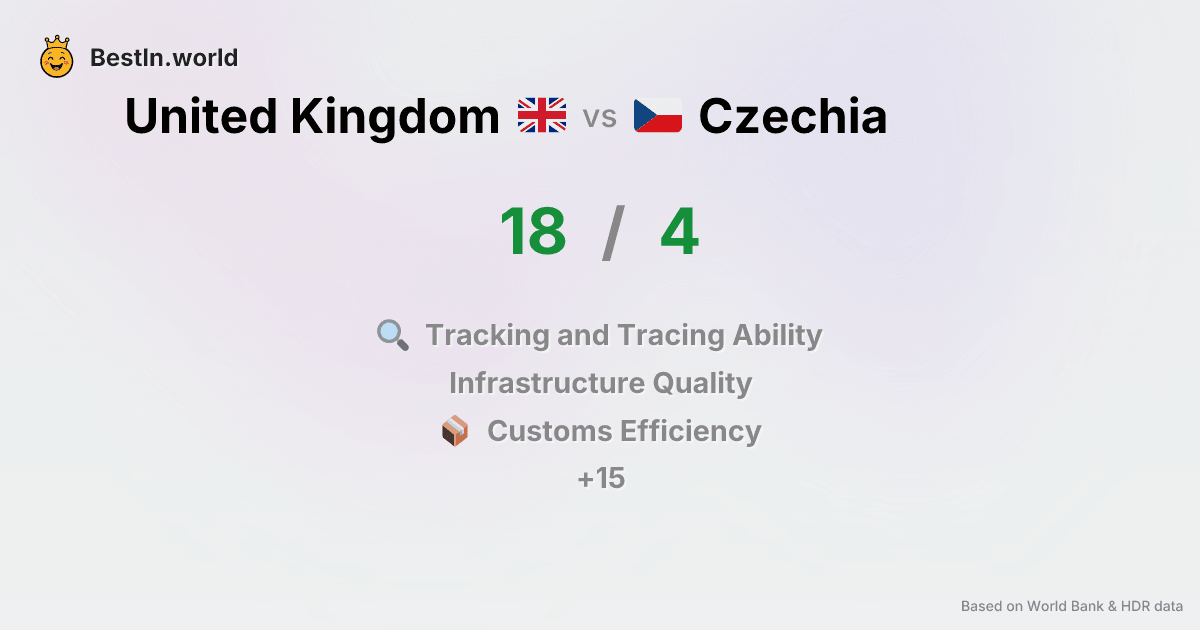 BestIn.world
United Kingdom vs Czechia
18 / 4
Tracking and Tracing Ability
Infrastructure Quality
Customs Efficiency
+15
Based on World Bank & HDR data